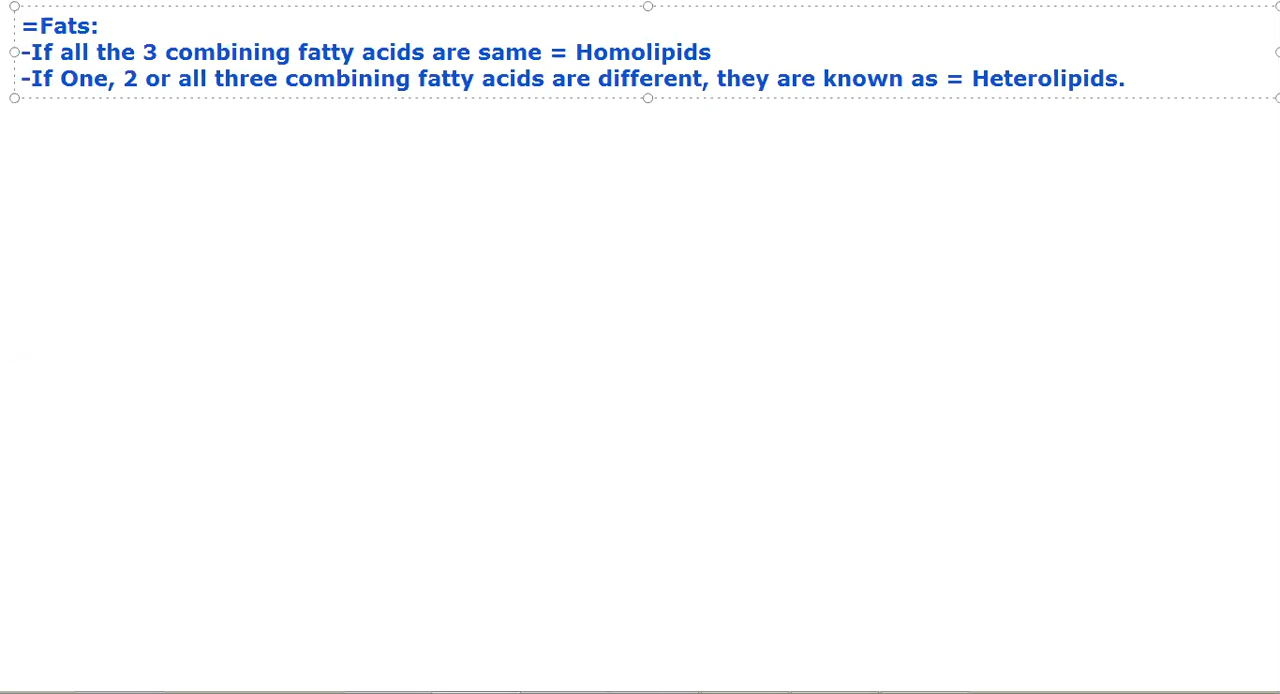 =Fats:
-If all the 3 combining fatty acids are same = Homolipids
-If One, 2 or all three combining fatty acids are different, they are known as = Heterolipids.